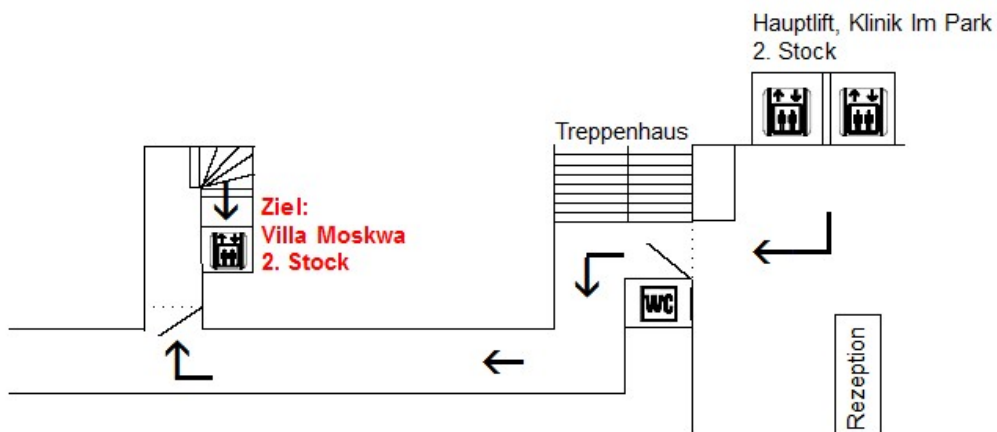 Hauptlift, Klinik Im Park
2. Stock
Treppenhaus
Ziel:
Villa Moskwa
2. Stock
WC
Rezeption